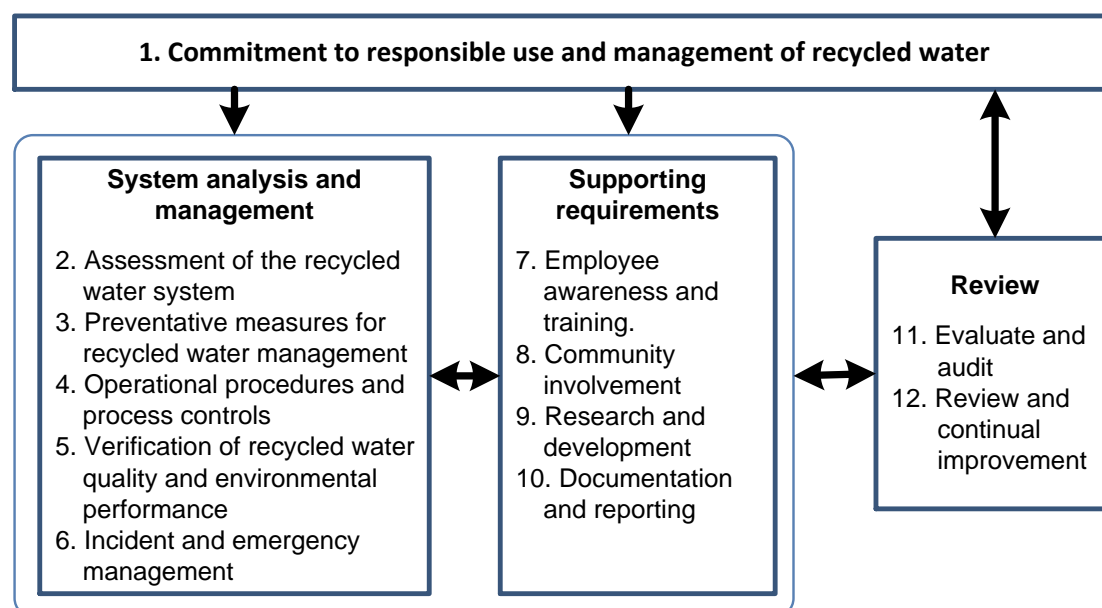 1. Commitment to responsible use and management of recycled water
System analysis and
management
2. Assessment of the recycled
water system
3. Preventative measures for
recycled water management
4. Operational procedures and
process controls
5. Verification of recycled water
quality and environmental
performance
6. Incident and emergency
management
Supporting
requirements
7. Employee
awareness and
training.
8. Community
involvement
9. Research and
development
10. Documentation
and reporting
Review
11. Evaluate and
audit
12. Review and
continual
improvement